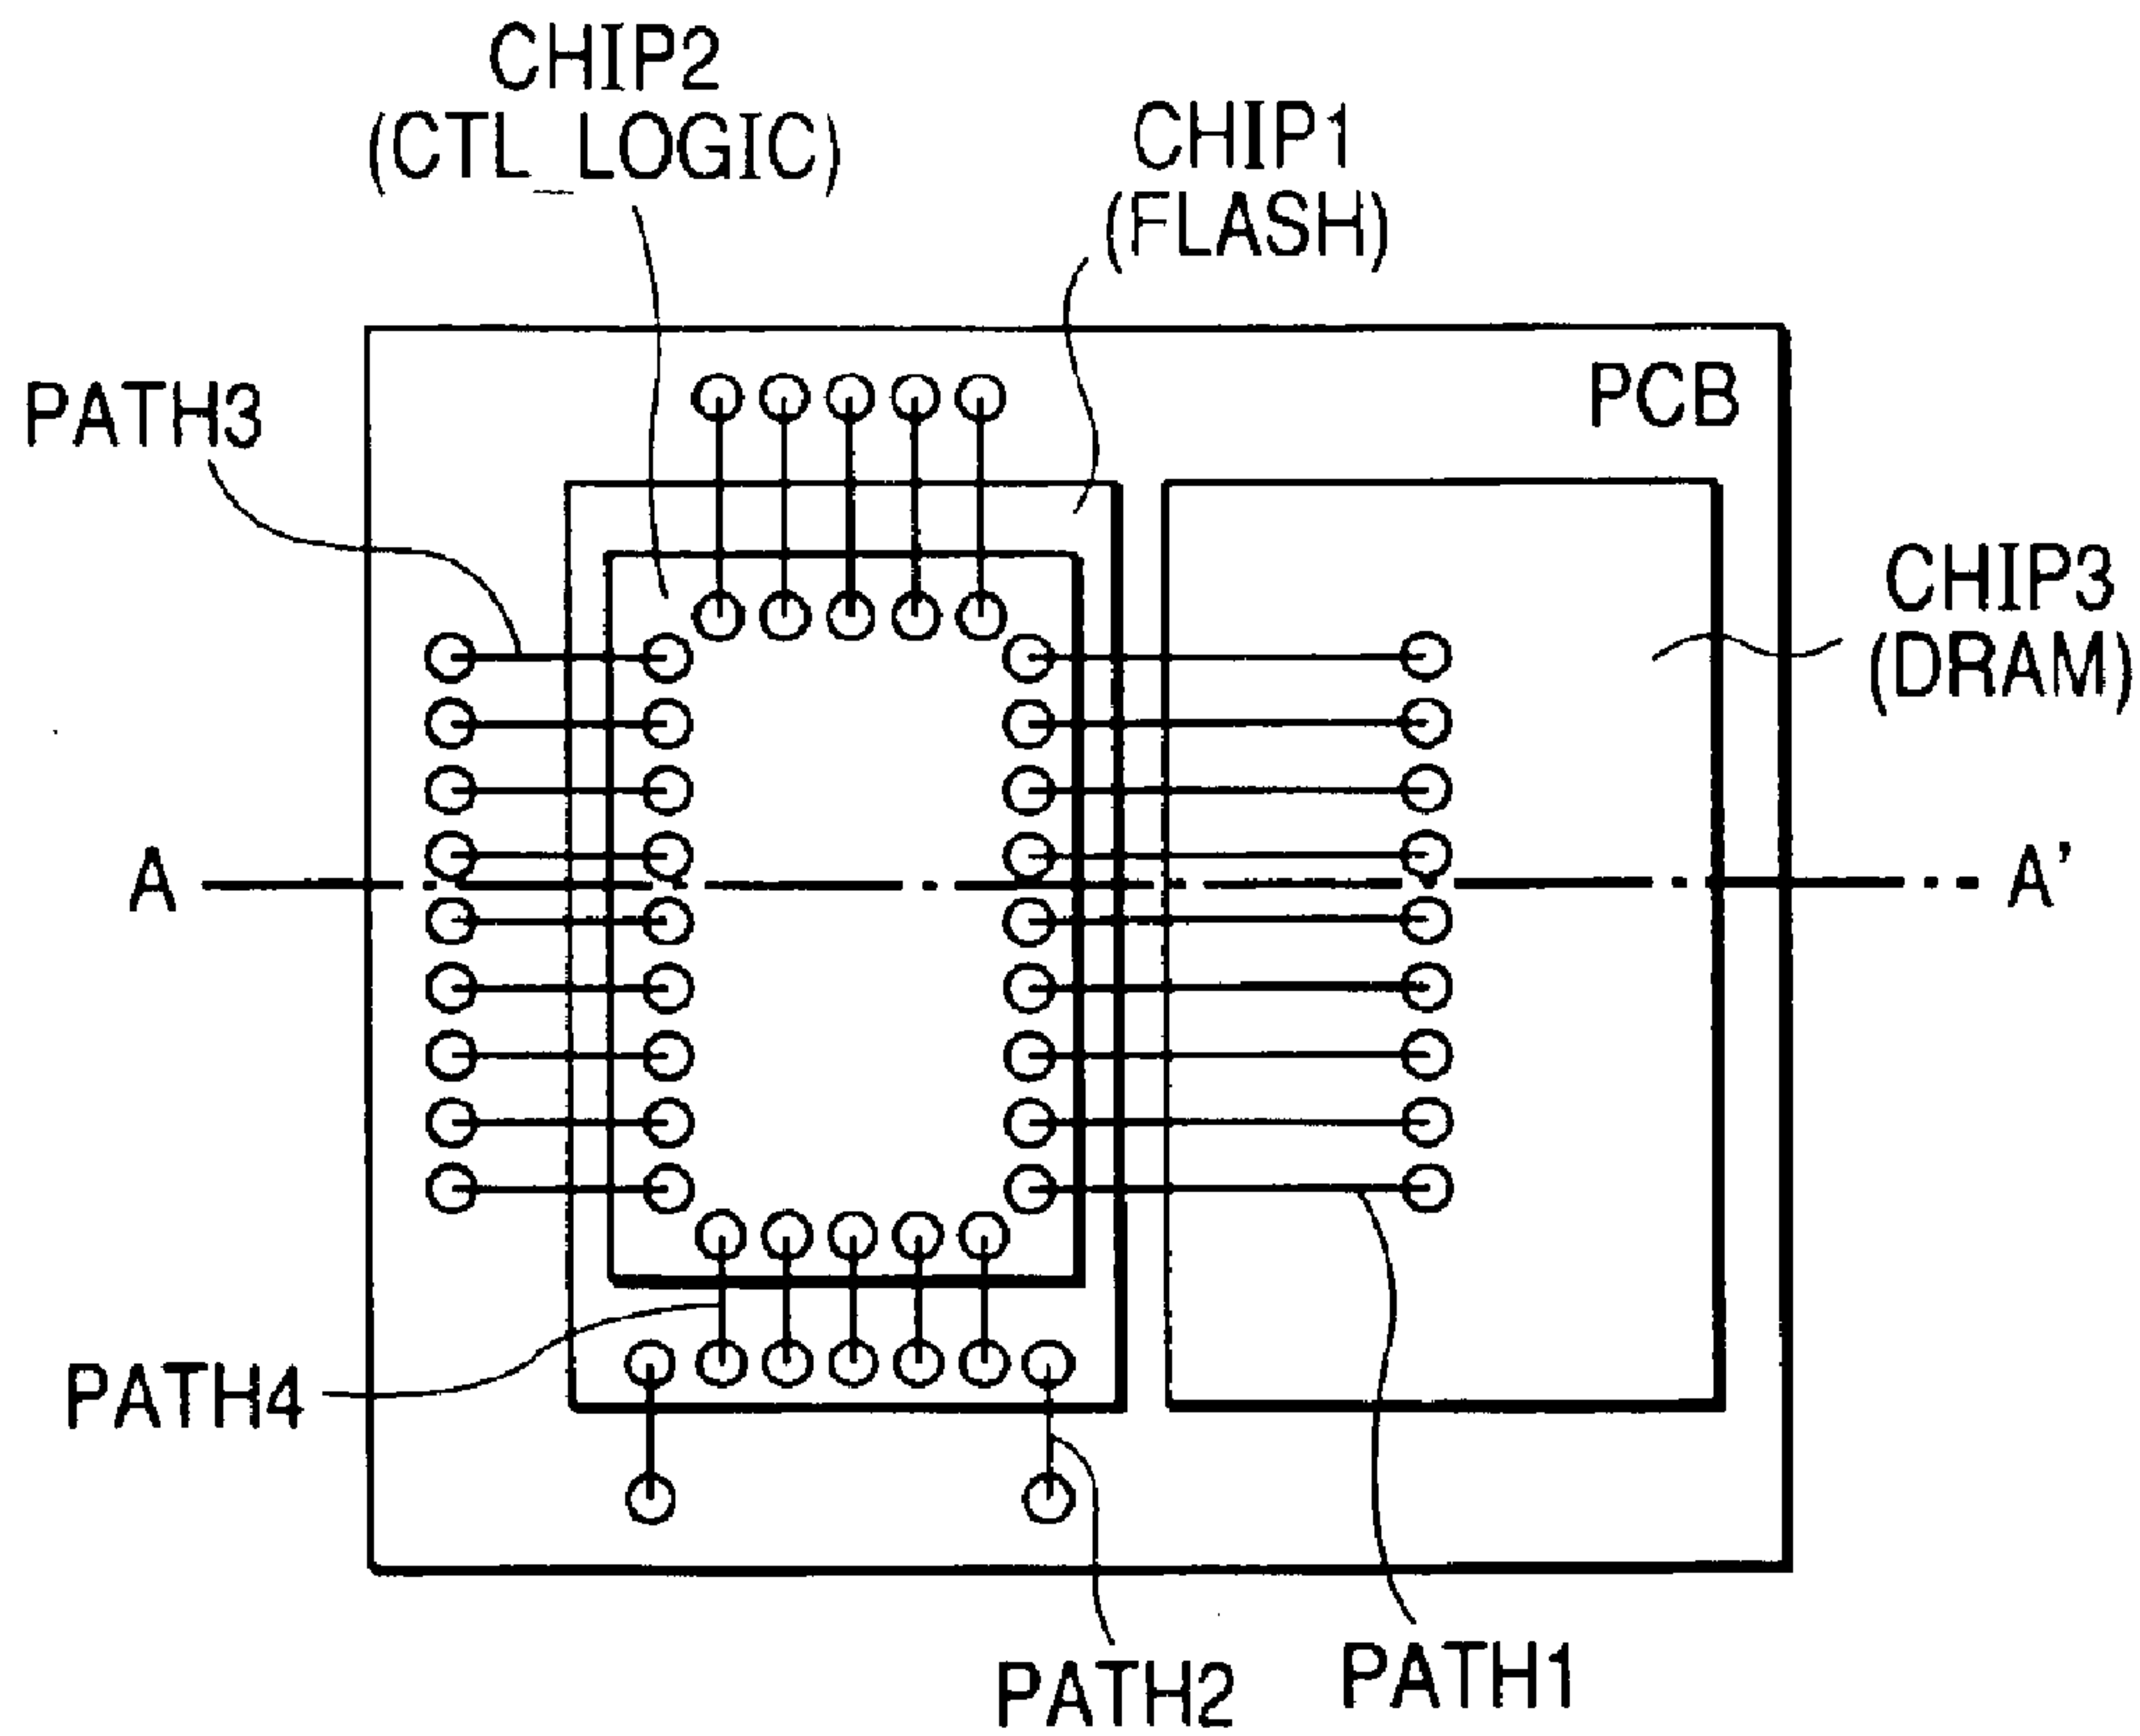 CHIP2
(CTL_LOGIC)
CHIP1
(FLASH)
PATH3
PCB
CHIP3
(DRAM)
A
A'
PATH4
PATH2
PATH1